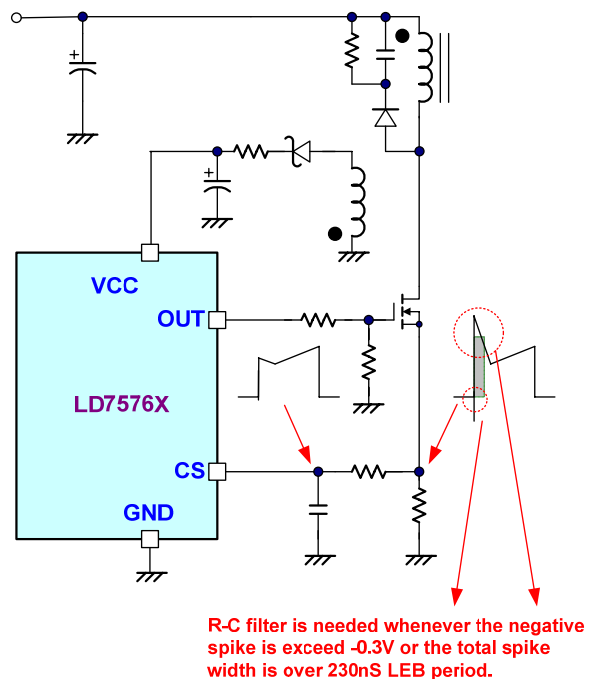 +
+
VCC
OUT
LD7576X
CS
GND
R-C filter is needed whenever the negative
spike is exceed -0.3V or the total spike
width is over 230nS LEB period.